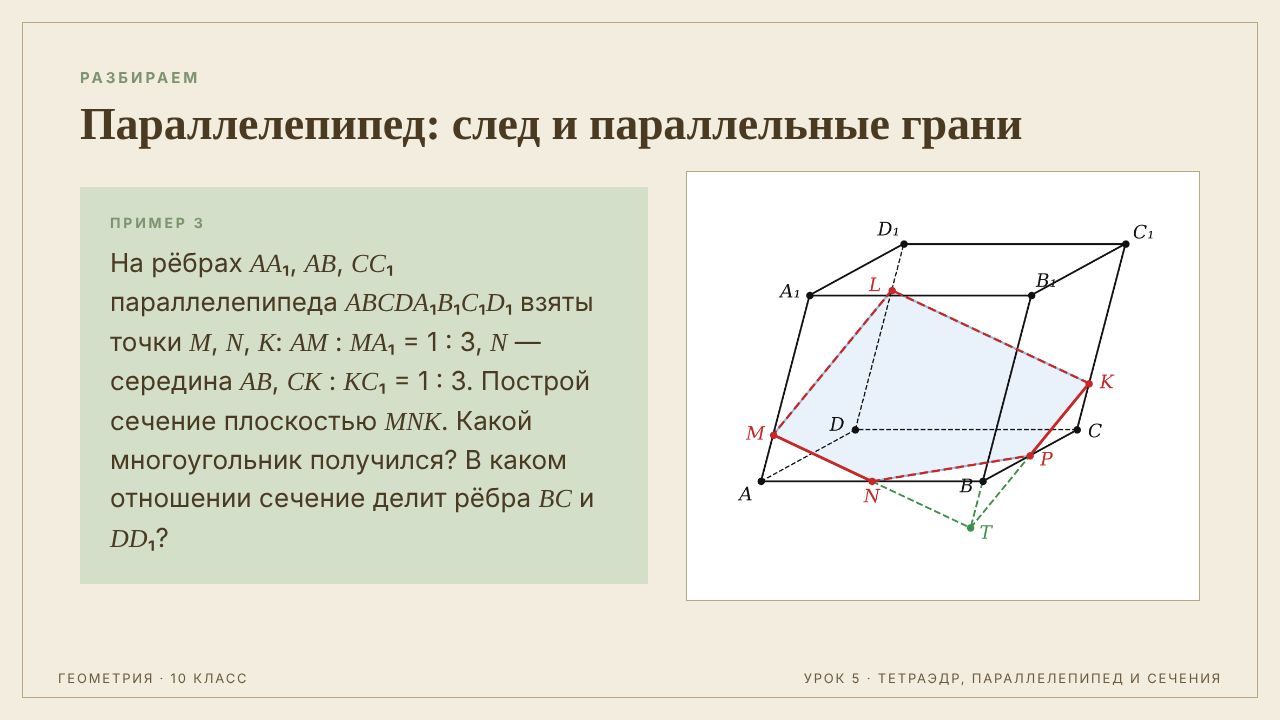 РАЗБИРАЕМ
Параллелепипед: след и параллельные грани
ПРИМЕР 3
На рёбрах AA₁, AB, CC₁
параллелепипеда ABCDA₁B₁C₁D₁ взяты
точки M, N, K: AM : MA₁ = 1 : 3, N —
середина AB, CK : KC₁ = 1 : 3. Построй
сечение плоскостью MNK. Какой
многоугольник получился? В каком
отношении сечение делит рёбра BC и
DD₁?
D₁
C₁
L
B₁
A₁
K
M
D
C
P
A
N
B
T
ГЕОМЕТРИЯ · 10 КЛАСС
УРОК 5 · ТЕТРАЭДР, ПАРАЛЛЕЛЕПИПЕД И СЕЧЕНИЯ